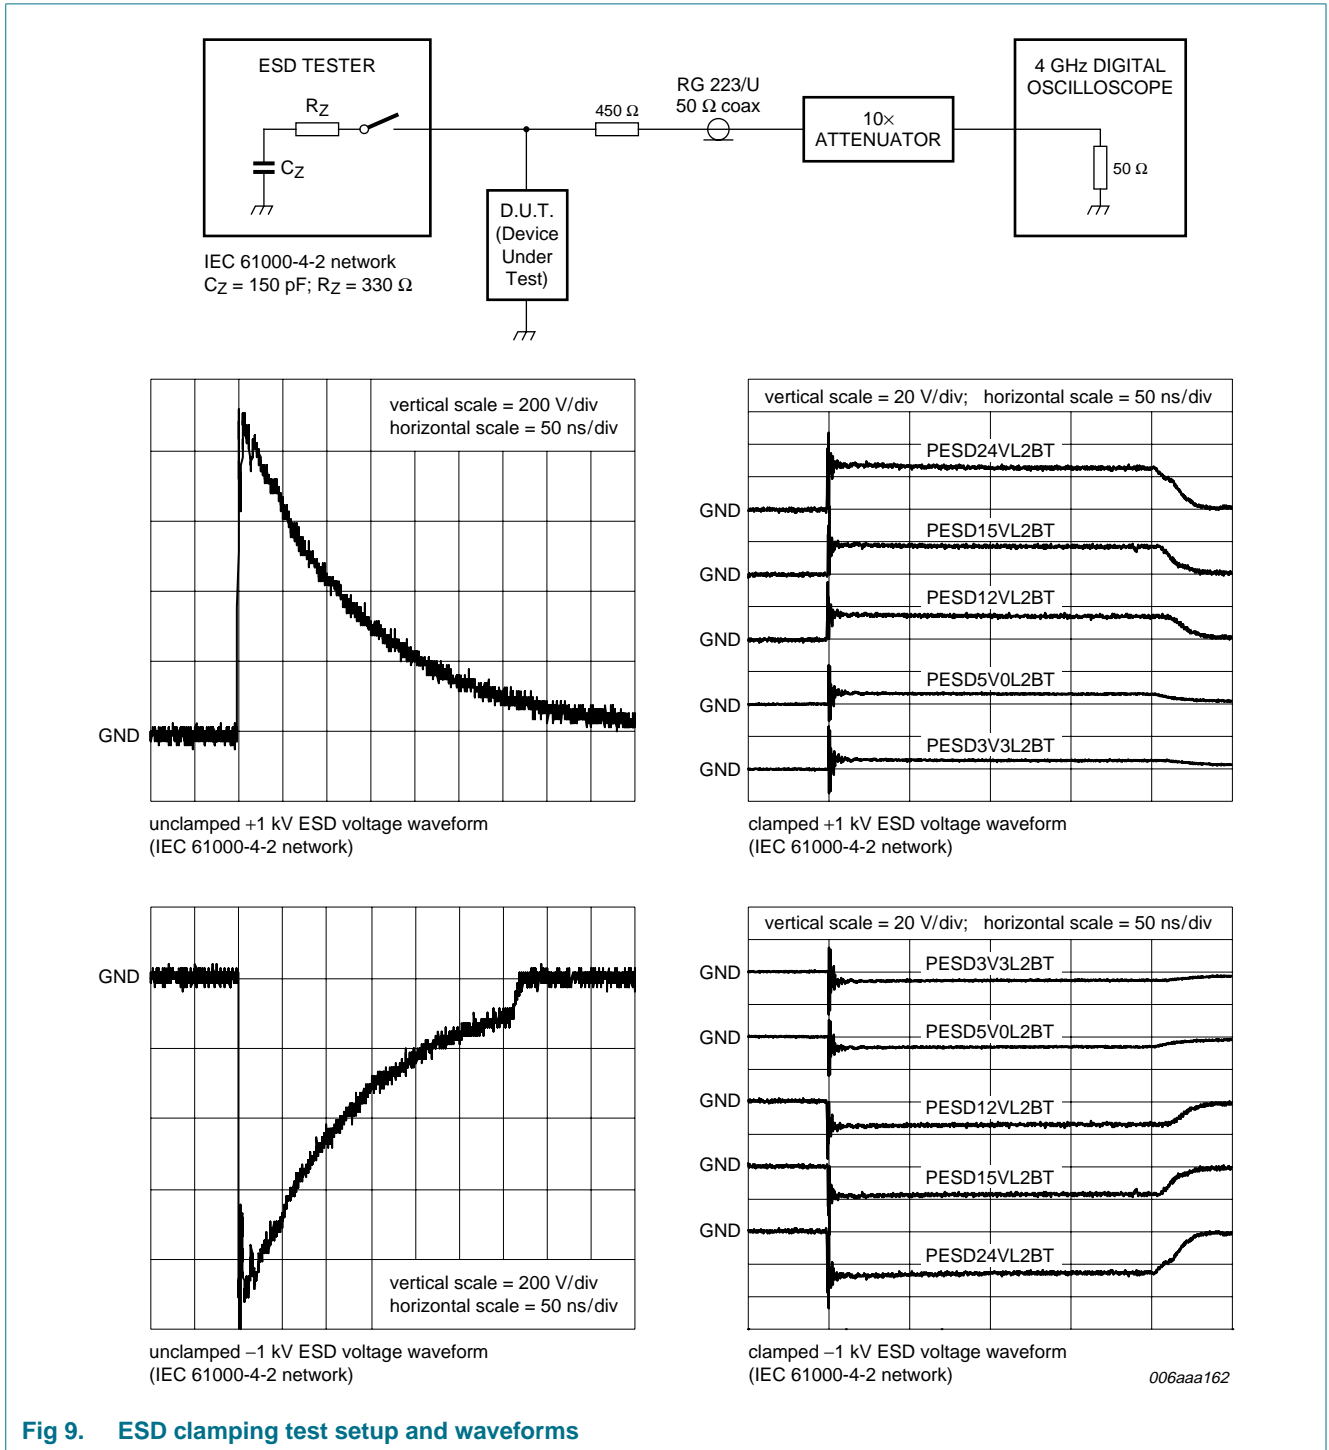 ESD TESTER
RZ
CZ
IEC 61000-4-2 network
CZ = 150 pF; RZ = 330 Ω
D.U.T.
(Device
Under
Test)
450 Ω
RG 223/U
50 Ω coax
10×
ATTENUATOR
4 GHz DIGITAL
OSCILLOSCOPE
50 Ω
vertical scale = 200 V/div
horizontal scale = 50 ns/div
GND
unclamped +1 kV ESD voltage waveform
(IEC 61000-4-2 network)
vertical scale = 20 V/div; horizontal scale = 50 ns/div
PESD24VL2BT
GND
PESD15VL2BT
GND
PESD12VL2BT
GND
PESD5V0L2BT
GND
PESD3V3L2BT
GND
clamped +1 kV ESD voltage waveform
(IEC 61000-4-2 network)
GND
vertical scale = 200 V/div
horizontal scale = 50 ns/div
unclamped −1 kV ESD voltage waveform
(IEC 61000-4-2 network)
vertical scale = 20 V/div; horizontal scale = 50 ns/div
GND
PESD3V3L2BT
GND
PESD5V0L2BT
GND
PESD12VL2BT
GND
PESD15VL2BT
GND
PESD24VL2BT
clamped −1 kV ESD voltage waveform
(IEC 61000-4-2 network)
006aaa162
Fig 9. ESD clamping test setup and waveforms